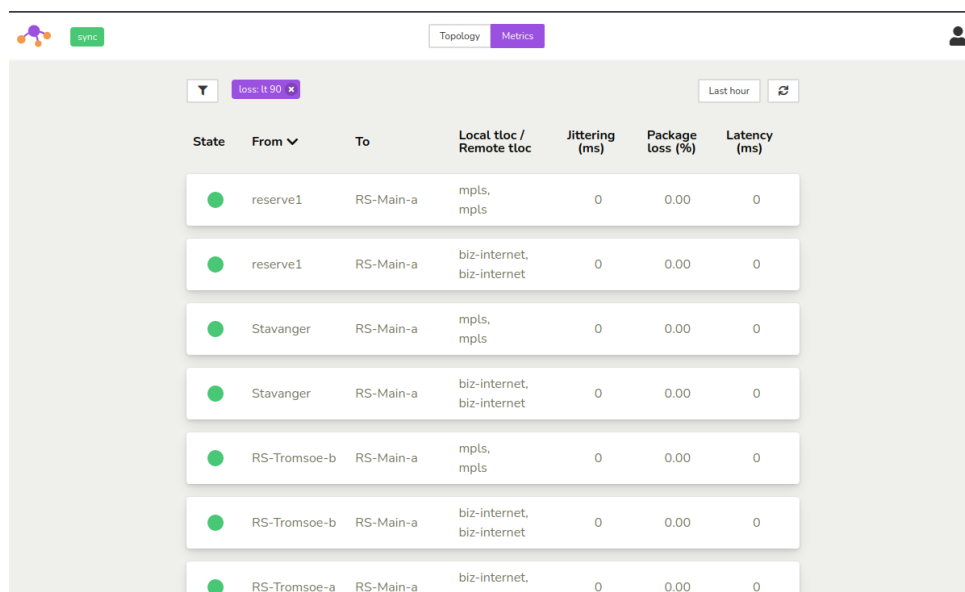 sync
Topology Metrics
loss: lt 90
Last hour
State From To Local tloc / Remote tloc Jittering (ms) Package loss (%) Latency (ms)
reserve1 RS-Main-a mpls, mpls 0 0.00 0
reserve1 RS-Main-a biz-internet, biz-internet 0 0.00 0
Stavanger RS-Main-a mpls, mpls 0 0.00 0
Stavanger RS-Main-a biz-internet, biz-internet 0 0.00 0
RS-Tromsoe-b RS-Main-a mpls, mpls 0 0.00 0
RS-Tromsoe-b RS-Main-a biz-internet, biz-internet 0 0.00 0
RS-Tromsoe-a RS-Main-a biz-internet, 0 0.00 0